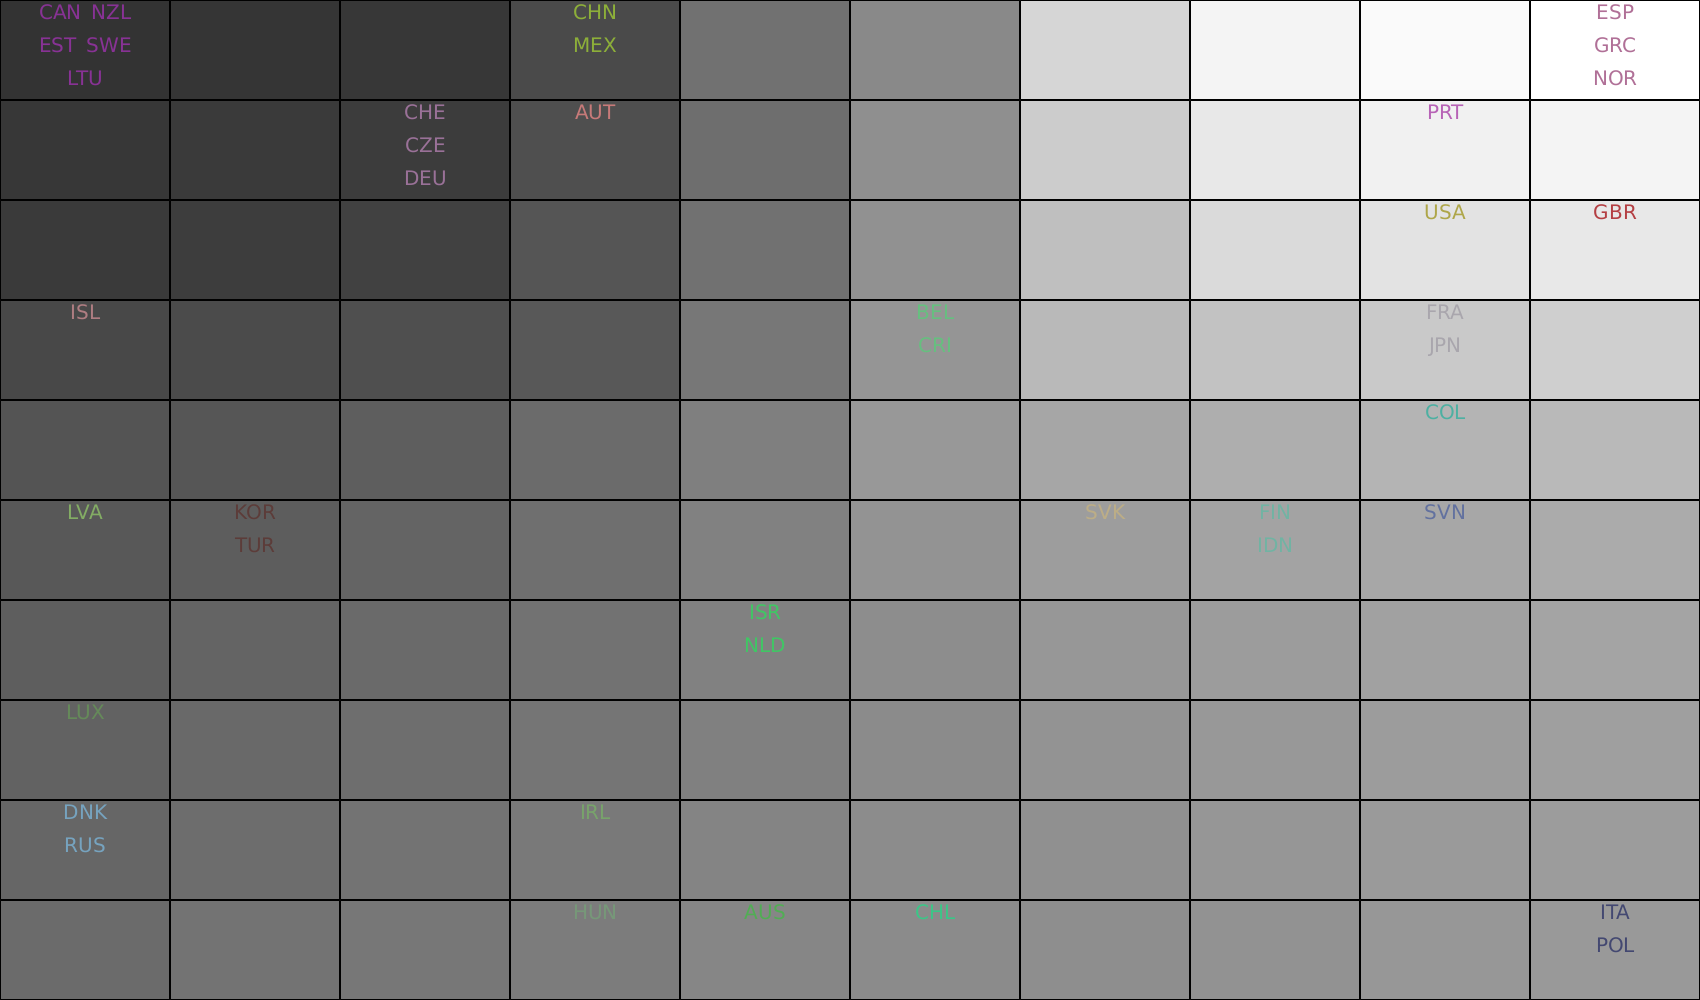 CAN NZL
EST SWE
LTU
CHN
MEX
ESP
GRC
NOR
CHE
CZE
DEU
AUT
PRT
USA
GBR
ISL
BEL
CRI
FRA
JPN
COL
LVA
KOR
TUR
SVK
FIN
IDN
SVN
ISR
NLD
LUX
DNK
RUS
IRL
HUN
AUS
CHL
ITA
POL